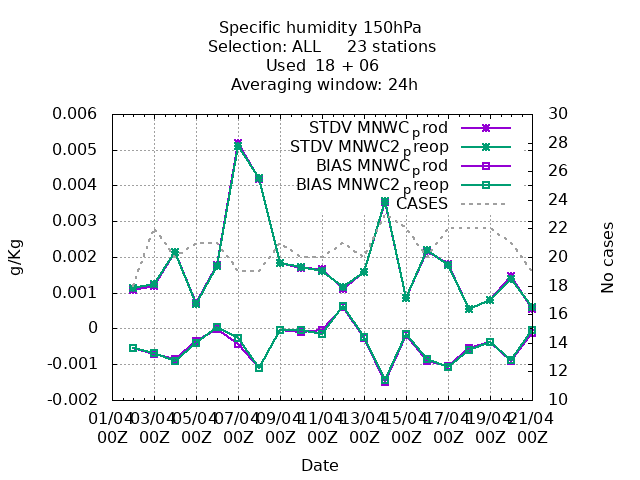 Specific humidity 150hPa
Selection: ALL 23 stations
Used 18 + 06
Averaging window: 24h
0.006
0.005
0.004
0.003
0.002
0.001
0
-0.001
-0.002
g/Kg
30
28
26
24
22
20
18
16
14
12
10
No cases
STDV MNWC_prod
STDV MNWC2_preop
BIAS MNWC_prod
BIAS MNWC2_preop
CASES
01/04 03/04 05/04 07/04 09/04 11/04 13/04 15/04 17/04 19/04 21/04
00Z 00Z 00Z 00Z 00Z 00Z 00Z 00Z 00Z 00Z 00Z
Date